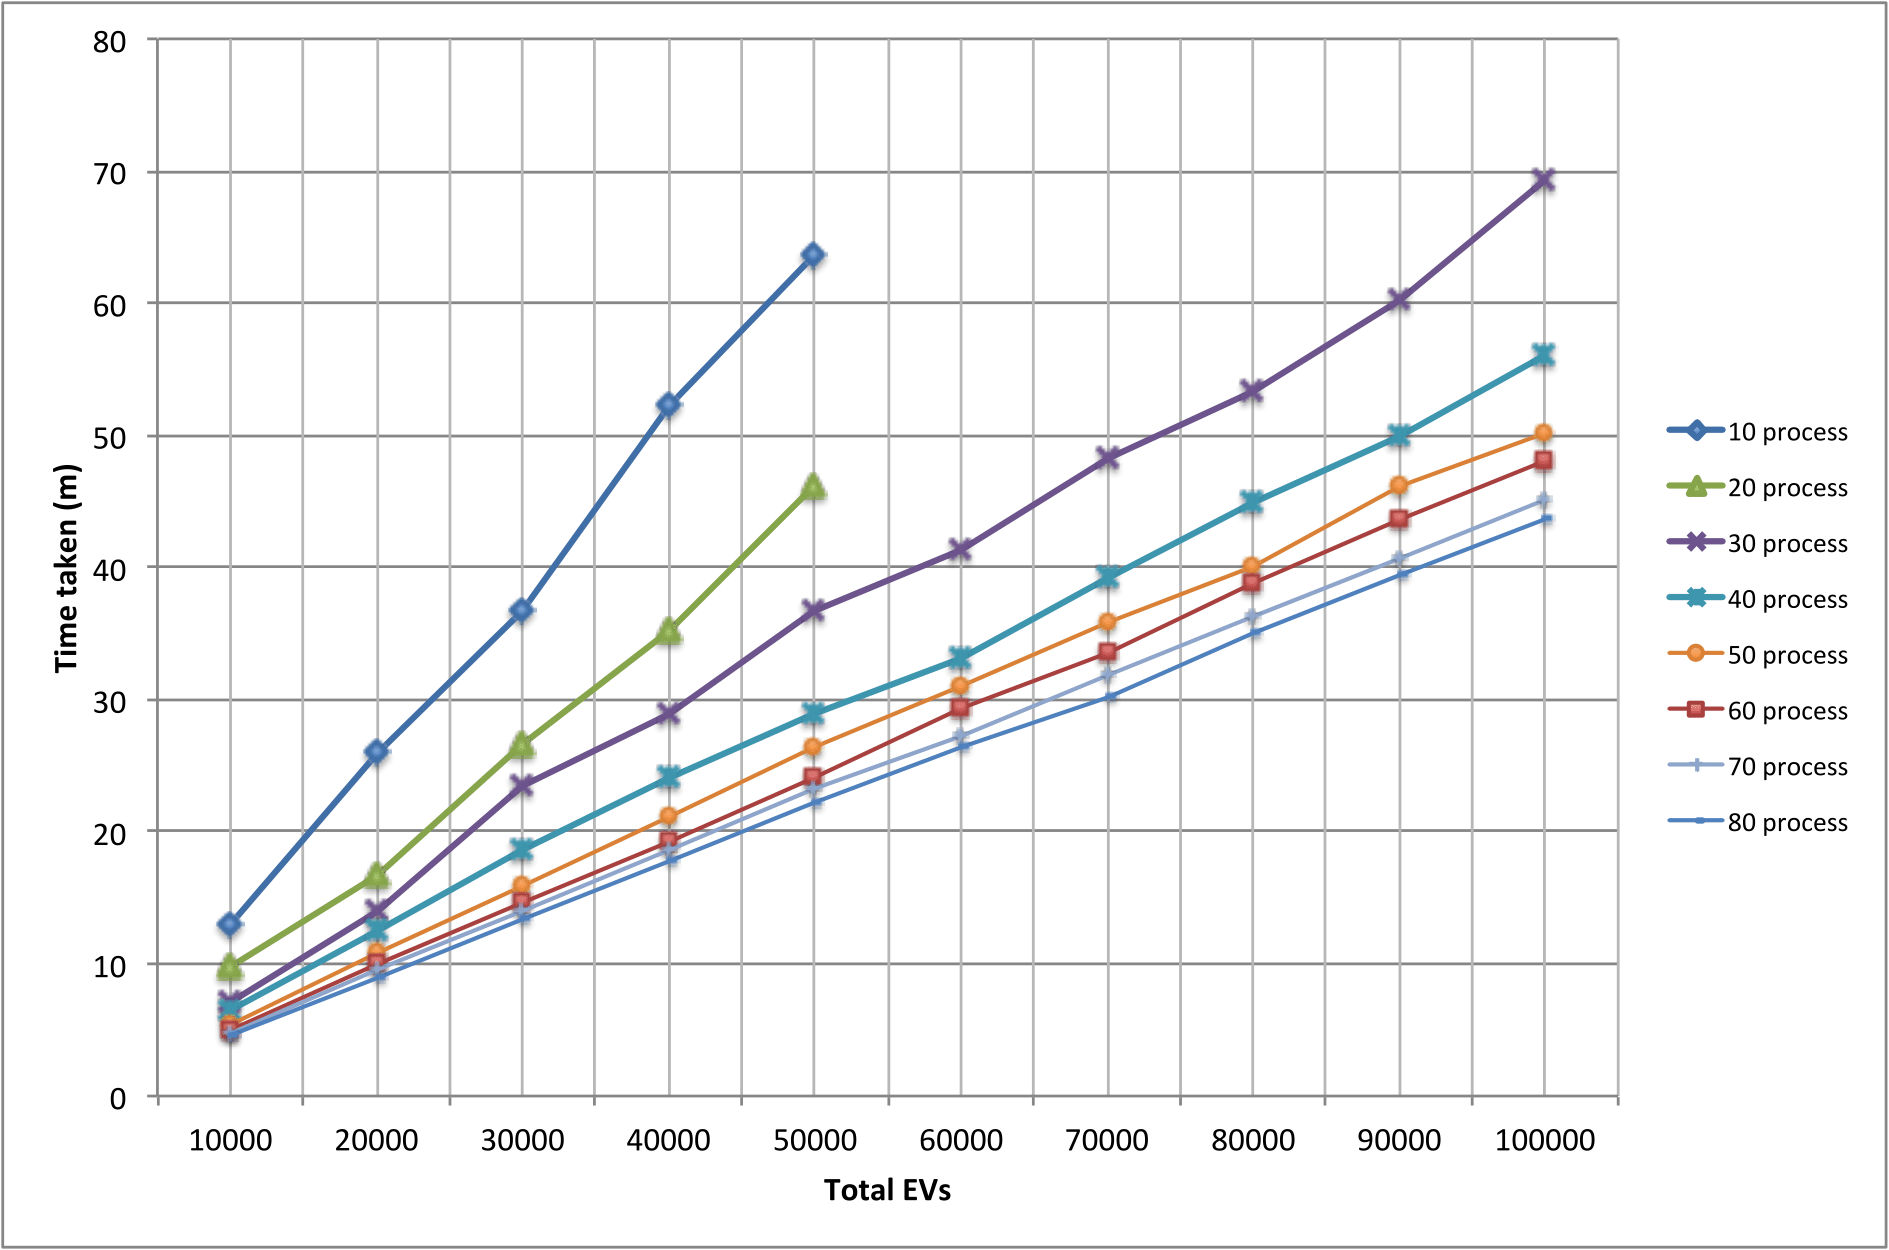 80
70
60
50
40
30
20
10
0
Time taken (m)
10000 20000 30000 40000 50000 60000 70000 80000 90000 100000
Total EVs
10 process
20 process
30 process
40 process
50 process
60 process
70 process
80 process